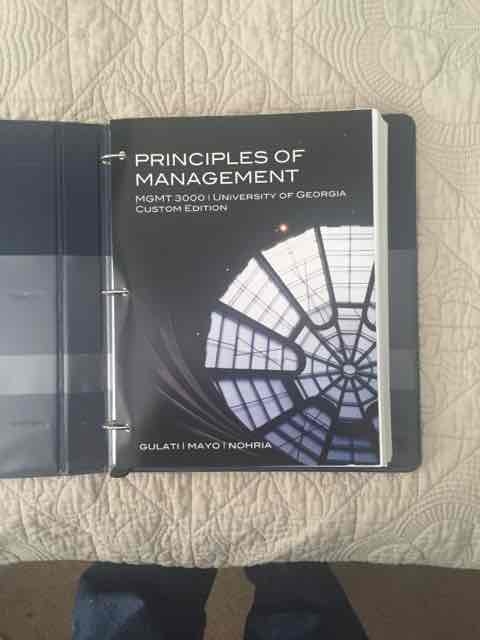 PRINCIPLES OF
MANAGEMENT
MGMT 3000 | UNIVERSITY OF GEORGIA
CUSTOM EDITION
GULATI | MAYO | NOHRIA